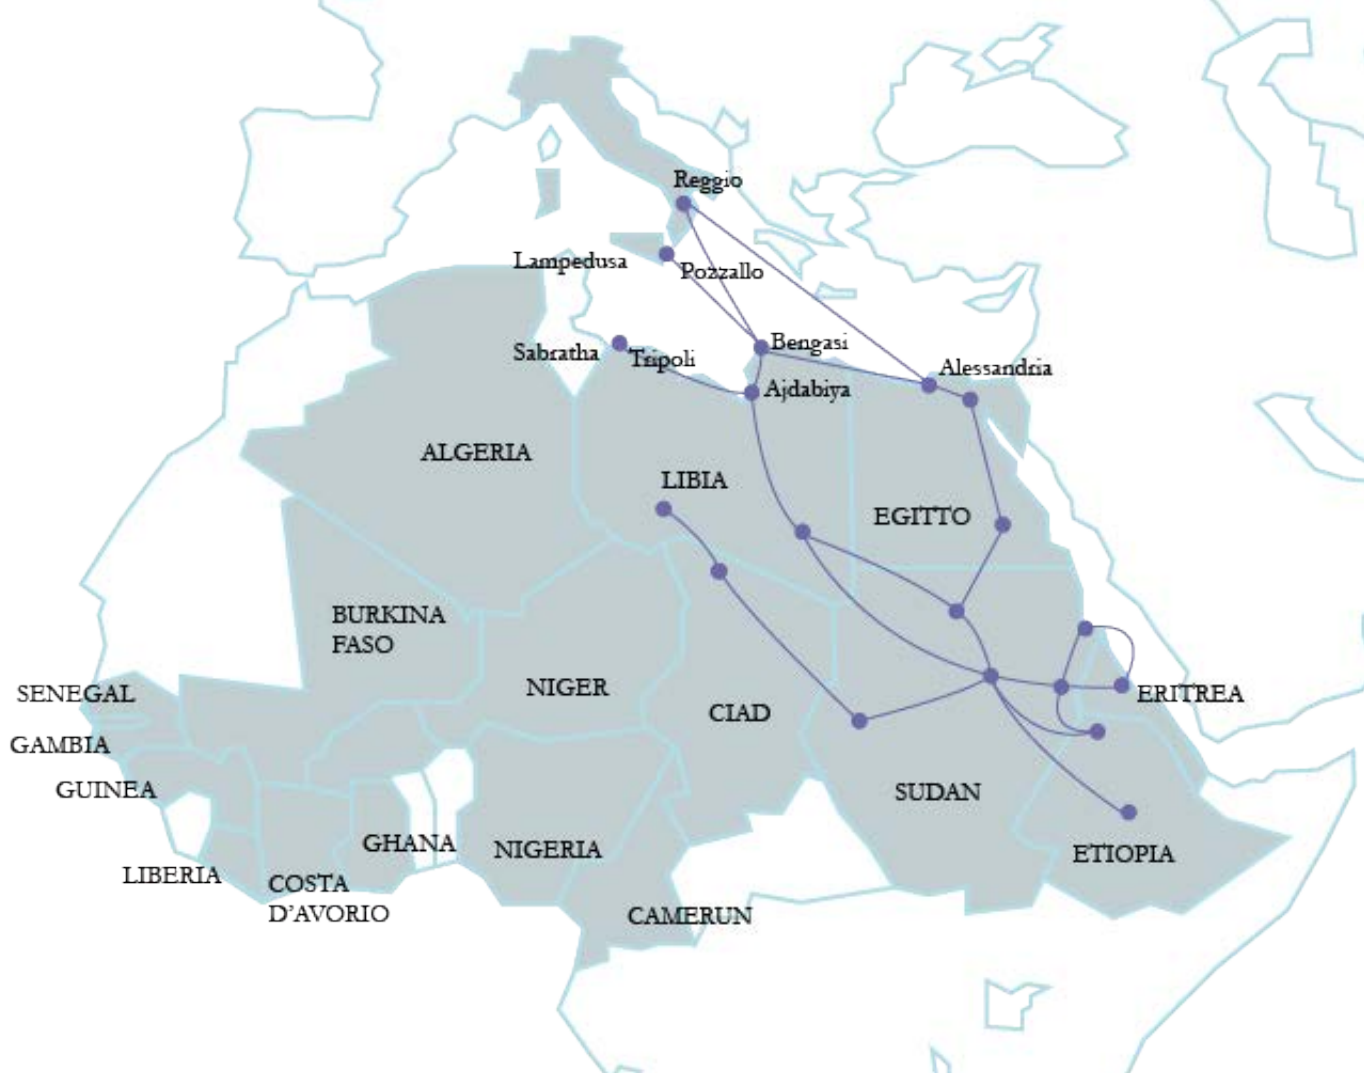 Reggio
Lampedusa
Pozzallo
Bengasi
Sabratha
Tripoli
Alessandria
Ajdabiya
ALGERIA
LIBIA
EGITTO
BURKINA
FASO
SENEGAL
NIGER
ERITREA
CIAD
GAMBIA
GUINEA
SUDAN
GHANA
NIGERIA
ETIOPIA
LIBERIA
COSTA
D'AVORIO
CAMERUN